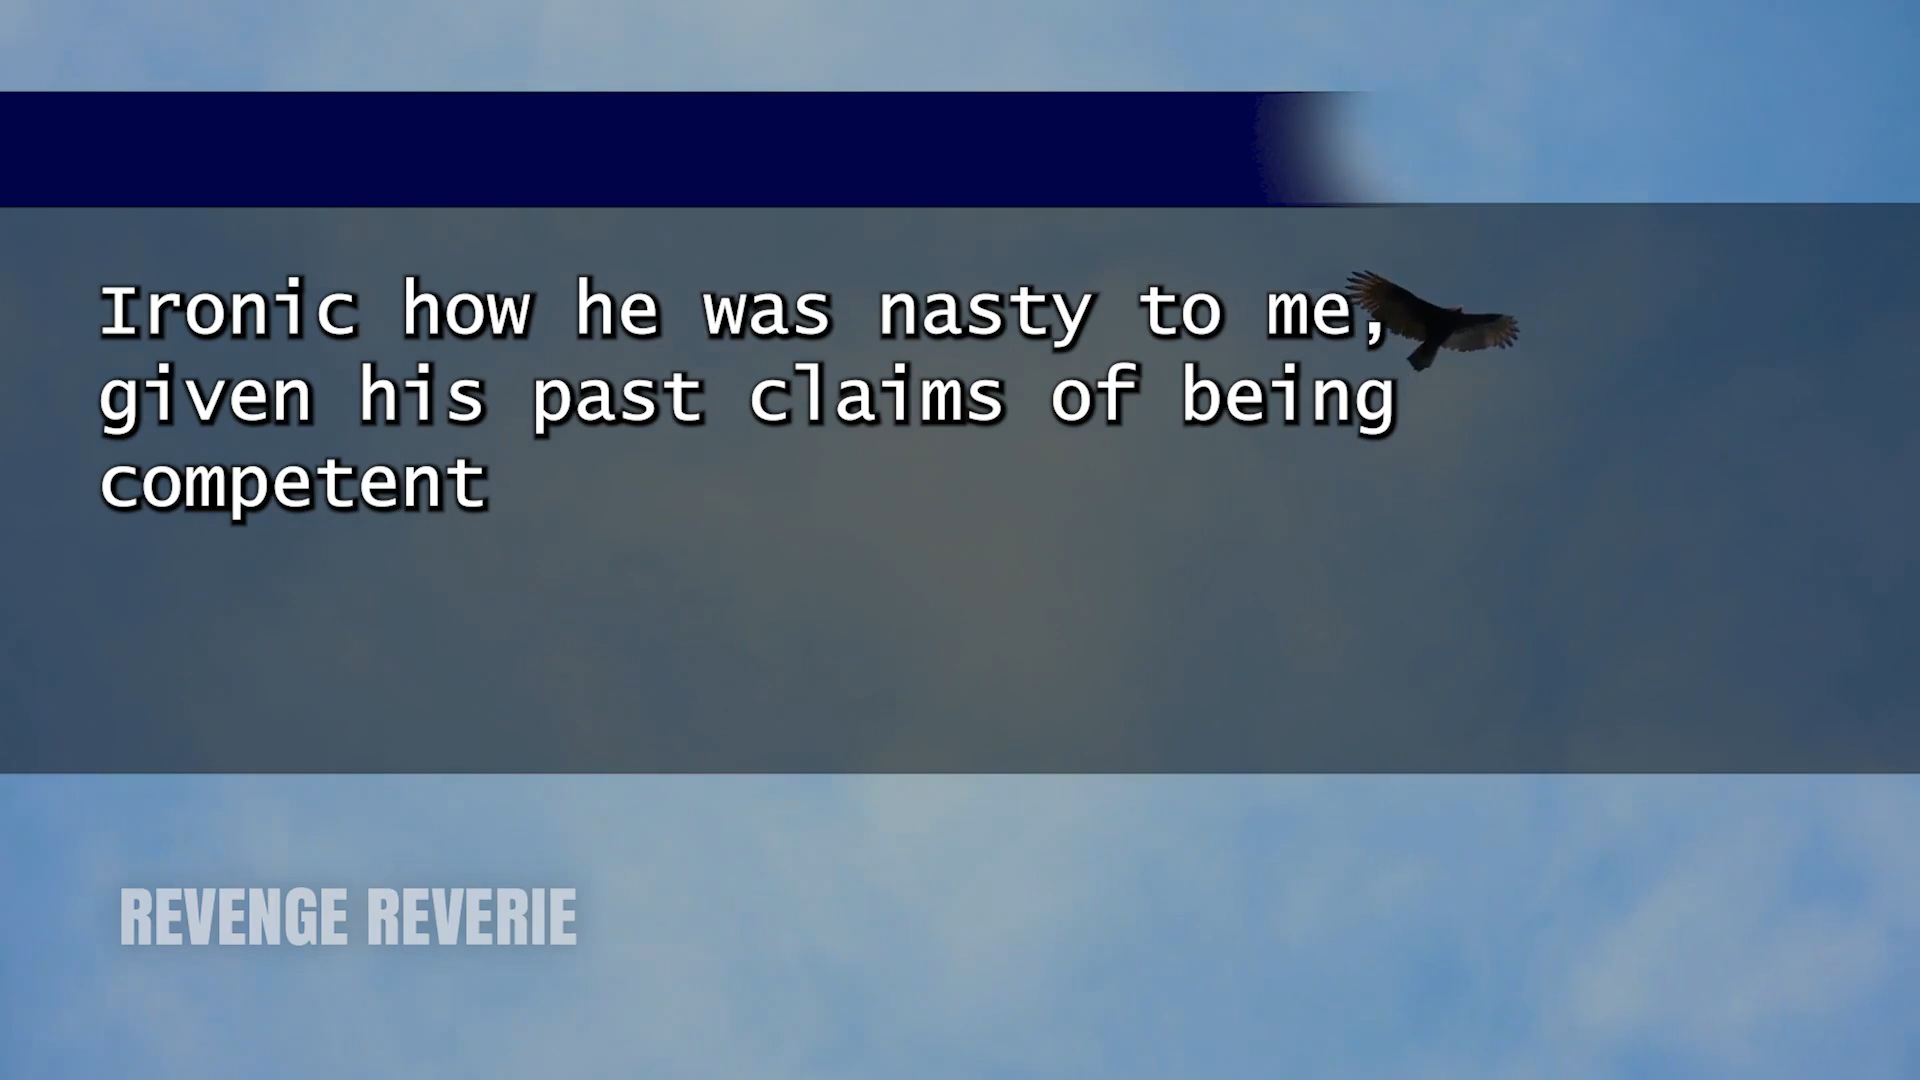 Ironic how he was nasty to me,
given his past claims of being
competent
REVENGE REVERIE